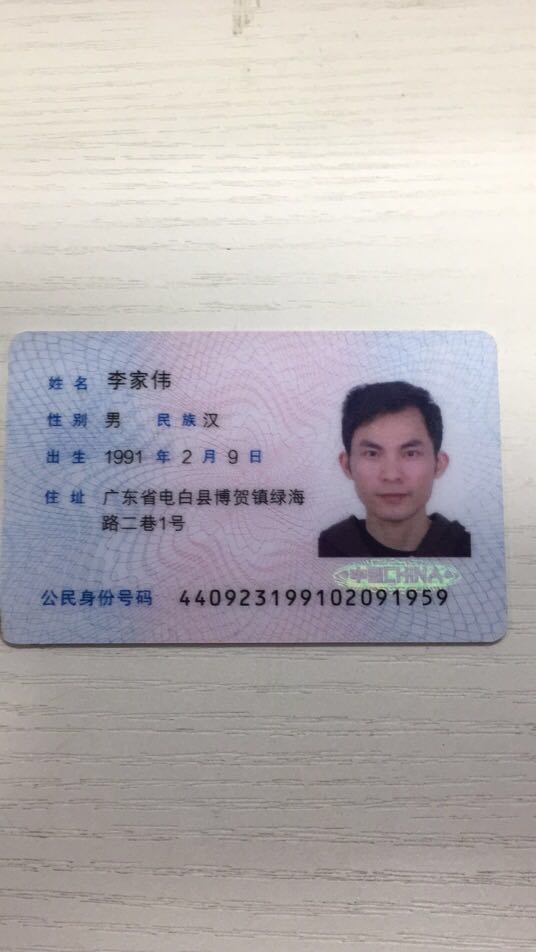 姓名 李家伟
性别 男 民族 汉
出生 1991 年 2 月 9 日
住址 广东省电白县博贺镇绿海
路二巷1号
中国CHINA
公民身份号码 440923199102091959